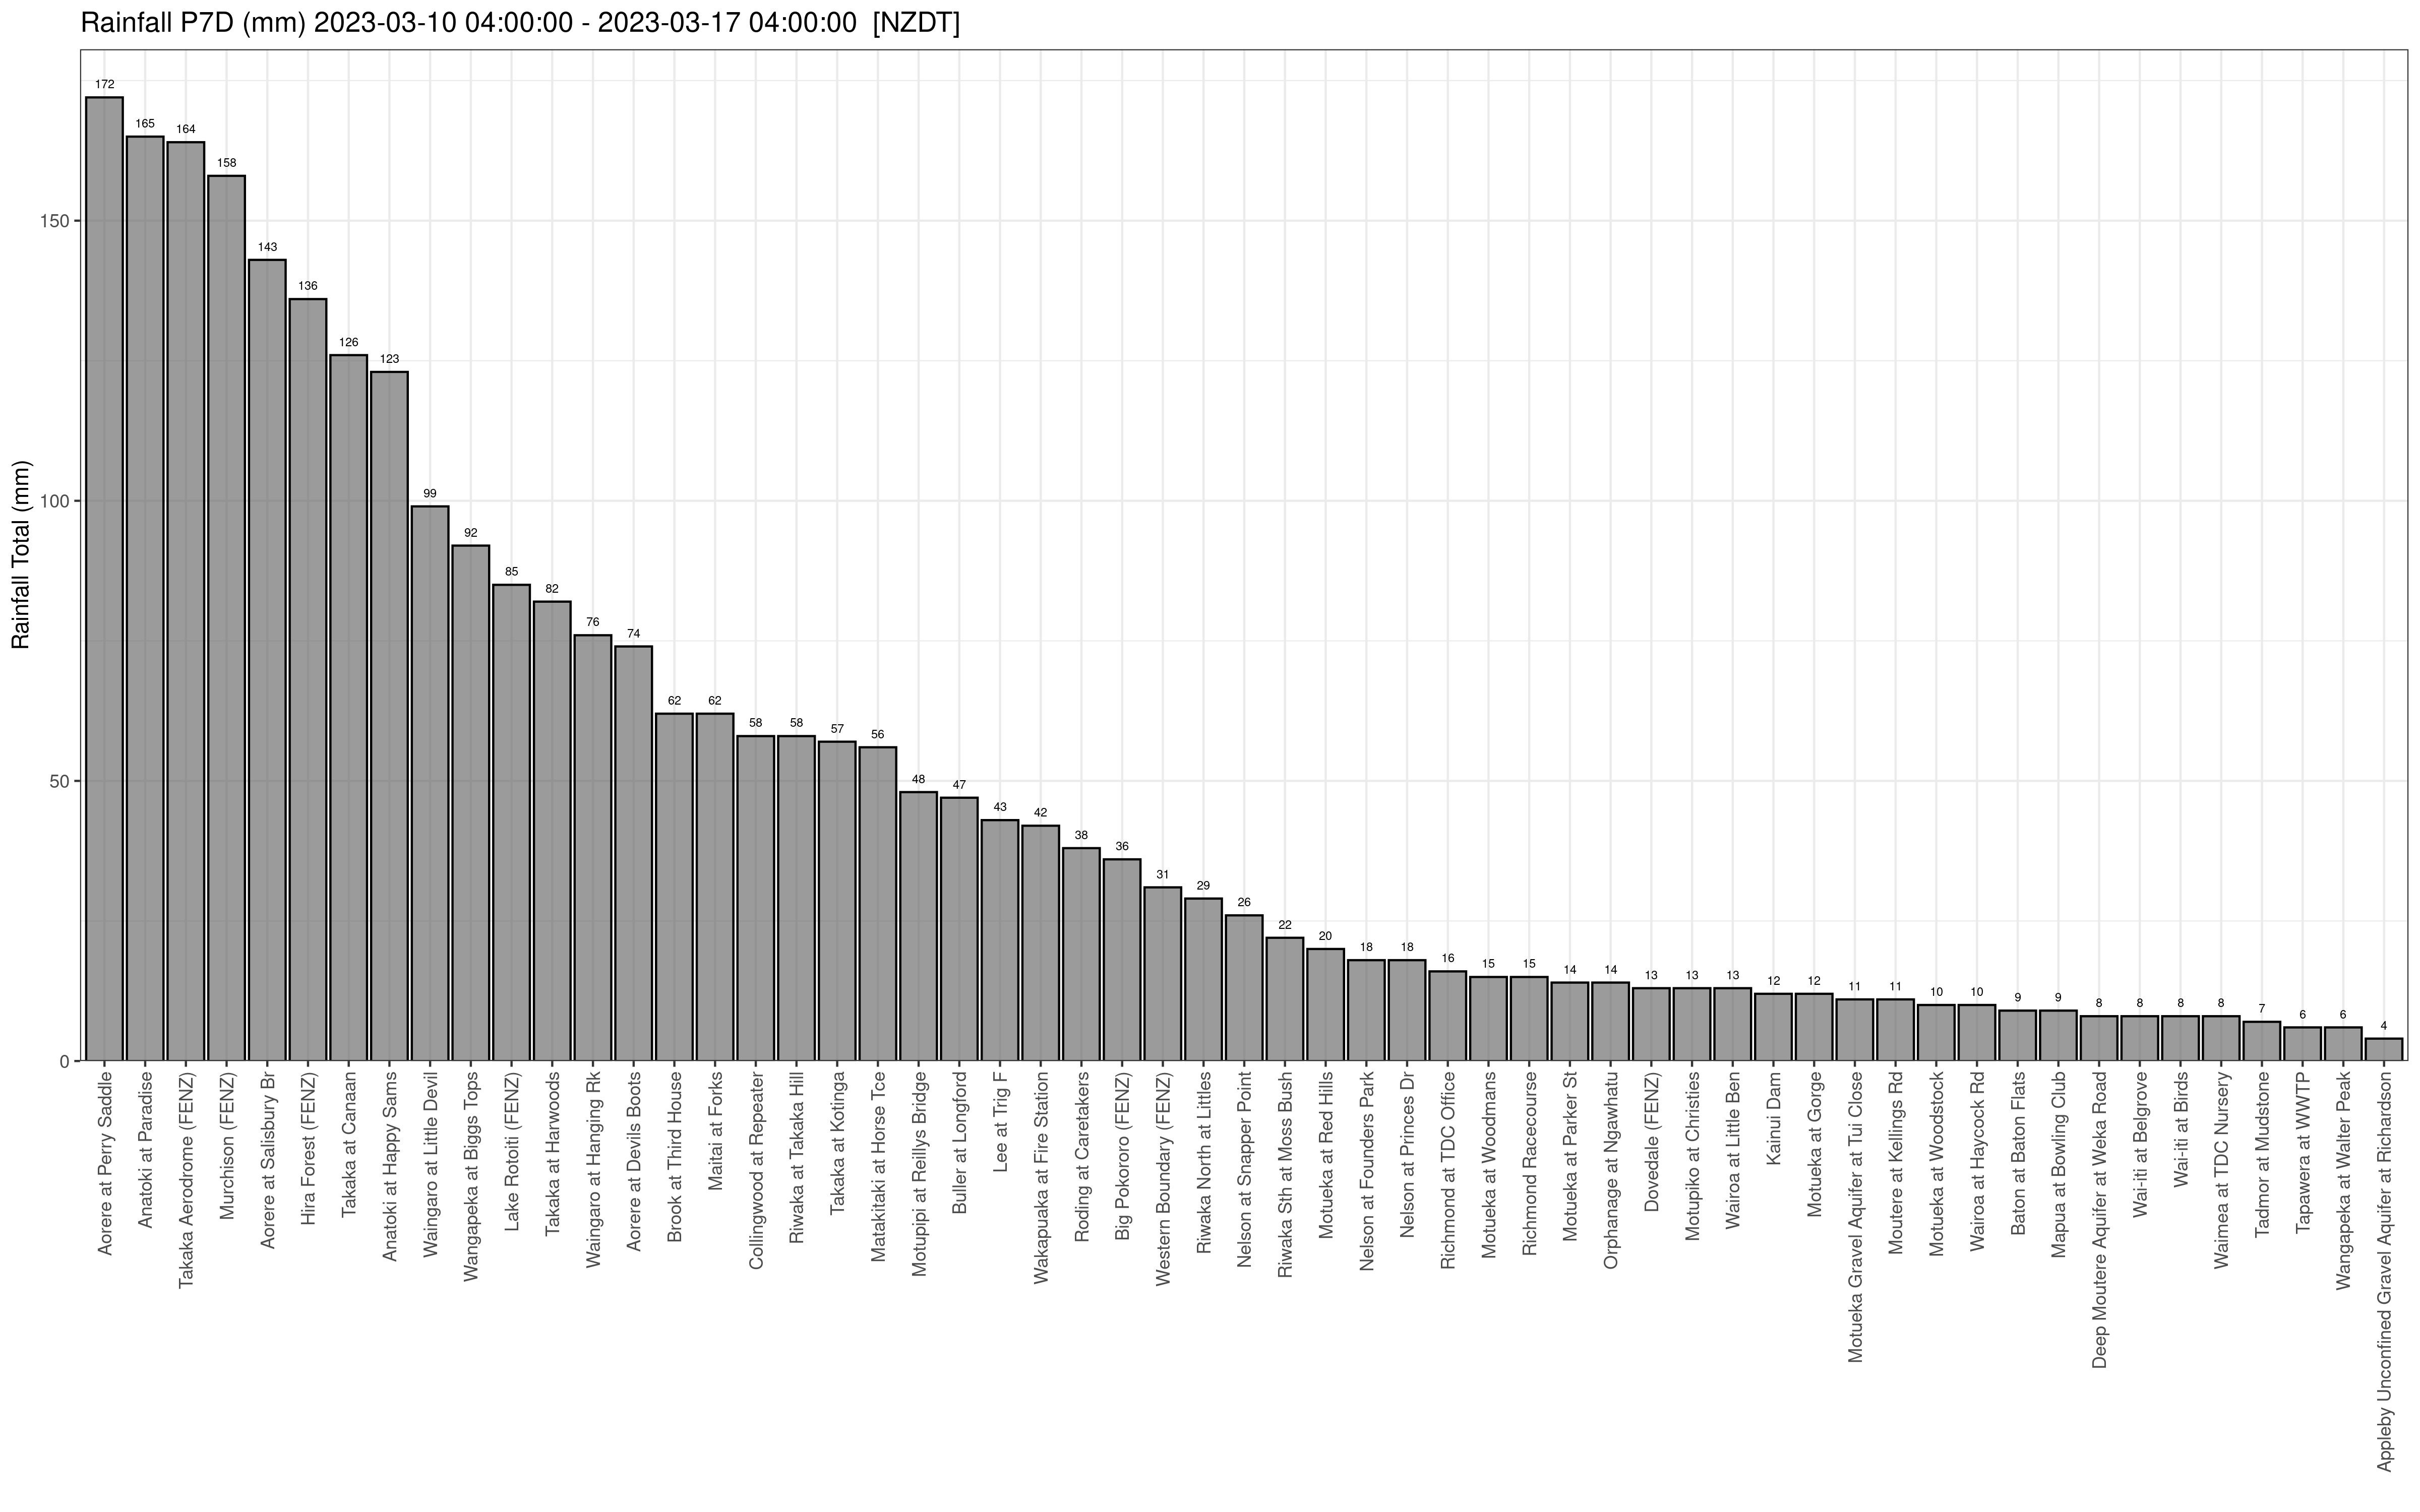 Rainfall P7D (mm) 2023-03-10 04:00:00 - 2023-03-17 04:00:00 [NZDT]
Rainfall Total (mm)
150
100
50
0
172
165
164
158
143
136
126
123
99
92
85
82
76
74
62
62
58
58
57
56
48
47
43
42
38
36
31
29
26
22
20
18
18
16
15
15
14
14
13
13
13
12
12
11
11
10
10
9
9
8
8
8
8
7
6
6
4
Aorere at Perry Saddle
Anatoki at Paradise
Takaka Aerodrome (FENZ)
Murchison (FENZ)
Aorere at Salisbury Br
Hira Forest (FENZ)
Takaka at Canaan
Anatoki at Happy Sams
Waingaro at Little Devil
Wangapeka at Biggs Tops
Lake Rotoiti (FENZ)
Takaka at Harwoods
Waingaro at Hanging Rk
Aorere at Devils Boots
Brook at Third House
Maitai at Forks
Collingwood at Repeater
Riwaka at Takaka Hill
Takaka at Kotinga
Matakitaki at Horse Tce
Motupipi at Reillys Bridge
Buller at Longford
Lee at Trig F
Wakapuaka at Fire Station
Roding at Caretakers
Big Pokororo (FENZ)
Western Boundary (FENZ)
Riwaka North at Littles
Nelson at Snapper Point
Riwaka Sth at Moss Bush
Motueka at Red Hills
Nelson at Founders Park
Nelson at Princes Dr
Richmond at TDC Office
Motueka at Woodmans
Richmond Racecourse
Motueka at Parker St
Orphanage at Ngawhatu
Dovedale (FENZ)
Motupiko at Christies
Wairoa at Little Ben
Kainui Dam
Motueka at Gorge
Motueka Gravel Aquifer at Tui Close
Moutere at Kellings Rd
Motueka at Woodstock
Wairoa at Haycock Rd
Baton at Baton Flats
Mapua at Bowling Club
Deep Moutere Aquifer at Weka Road
Wai-iti at Belgrove
Wai-iti at Birds
Waimea at TDC Nursery
Tadmor at Mudstone
Tapawera at WWTP
Wangapeka at Walter Peak
Appleby Unconfined Gravel Aquifer at Richardson